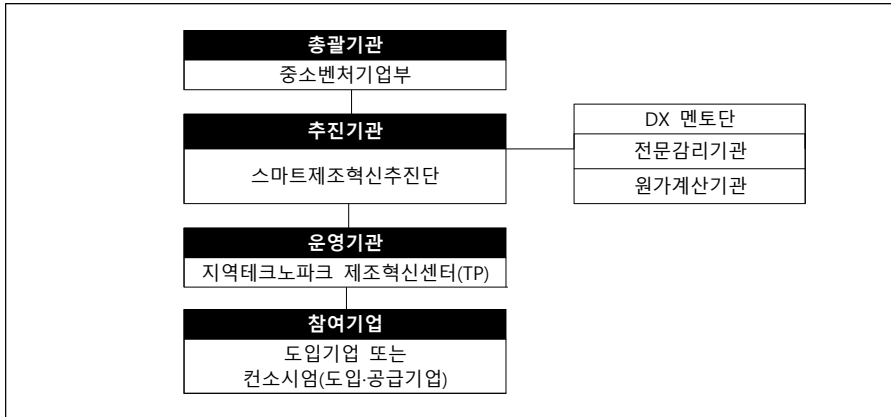 총괄기관
중소벤처기업부
추진기관
스마트제조혁신추진단
DX 멘토단
전문감리기관
원가계산기관
운영기관
지역테크노파크 제조혁신센터(TP)
참여기업
도입기업 또는
컨소시엄(도입·공급기업)